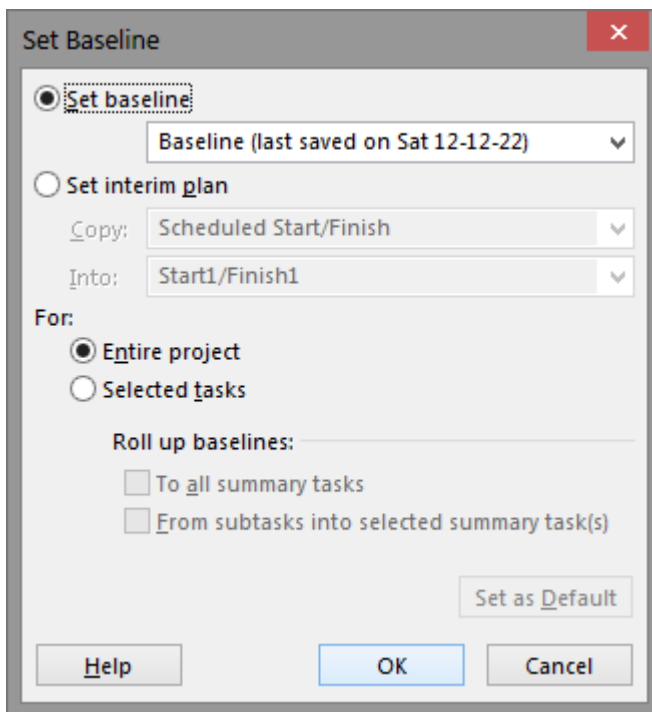 Set Baseline
Set baseline
Baseline (last saved on Sat 12-12-22)
Set interim plan
Copy: Scheduled Start/Finish
Into: Start1/Finish1
For:
Entire project
Selected tasks
Roll up baselines:
To all summary tasks
From subtasks into selected summary task(s)
Set as Default
Help OK Cancel